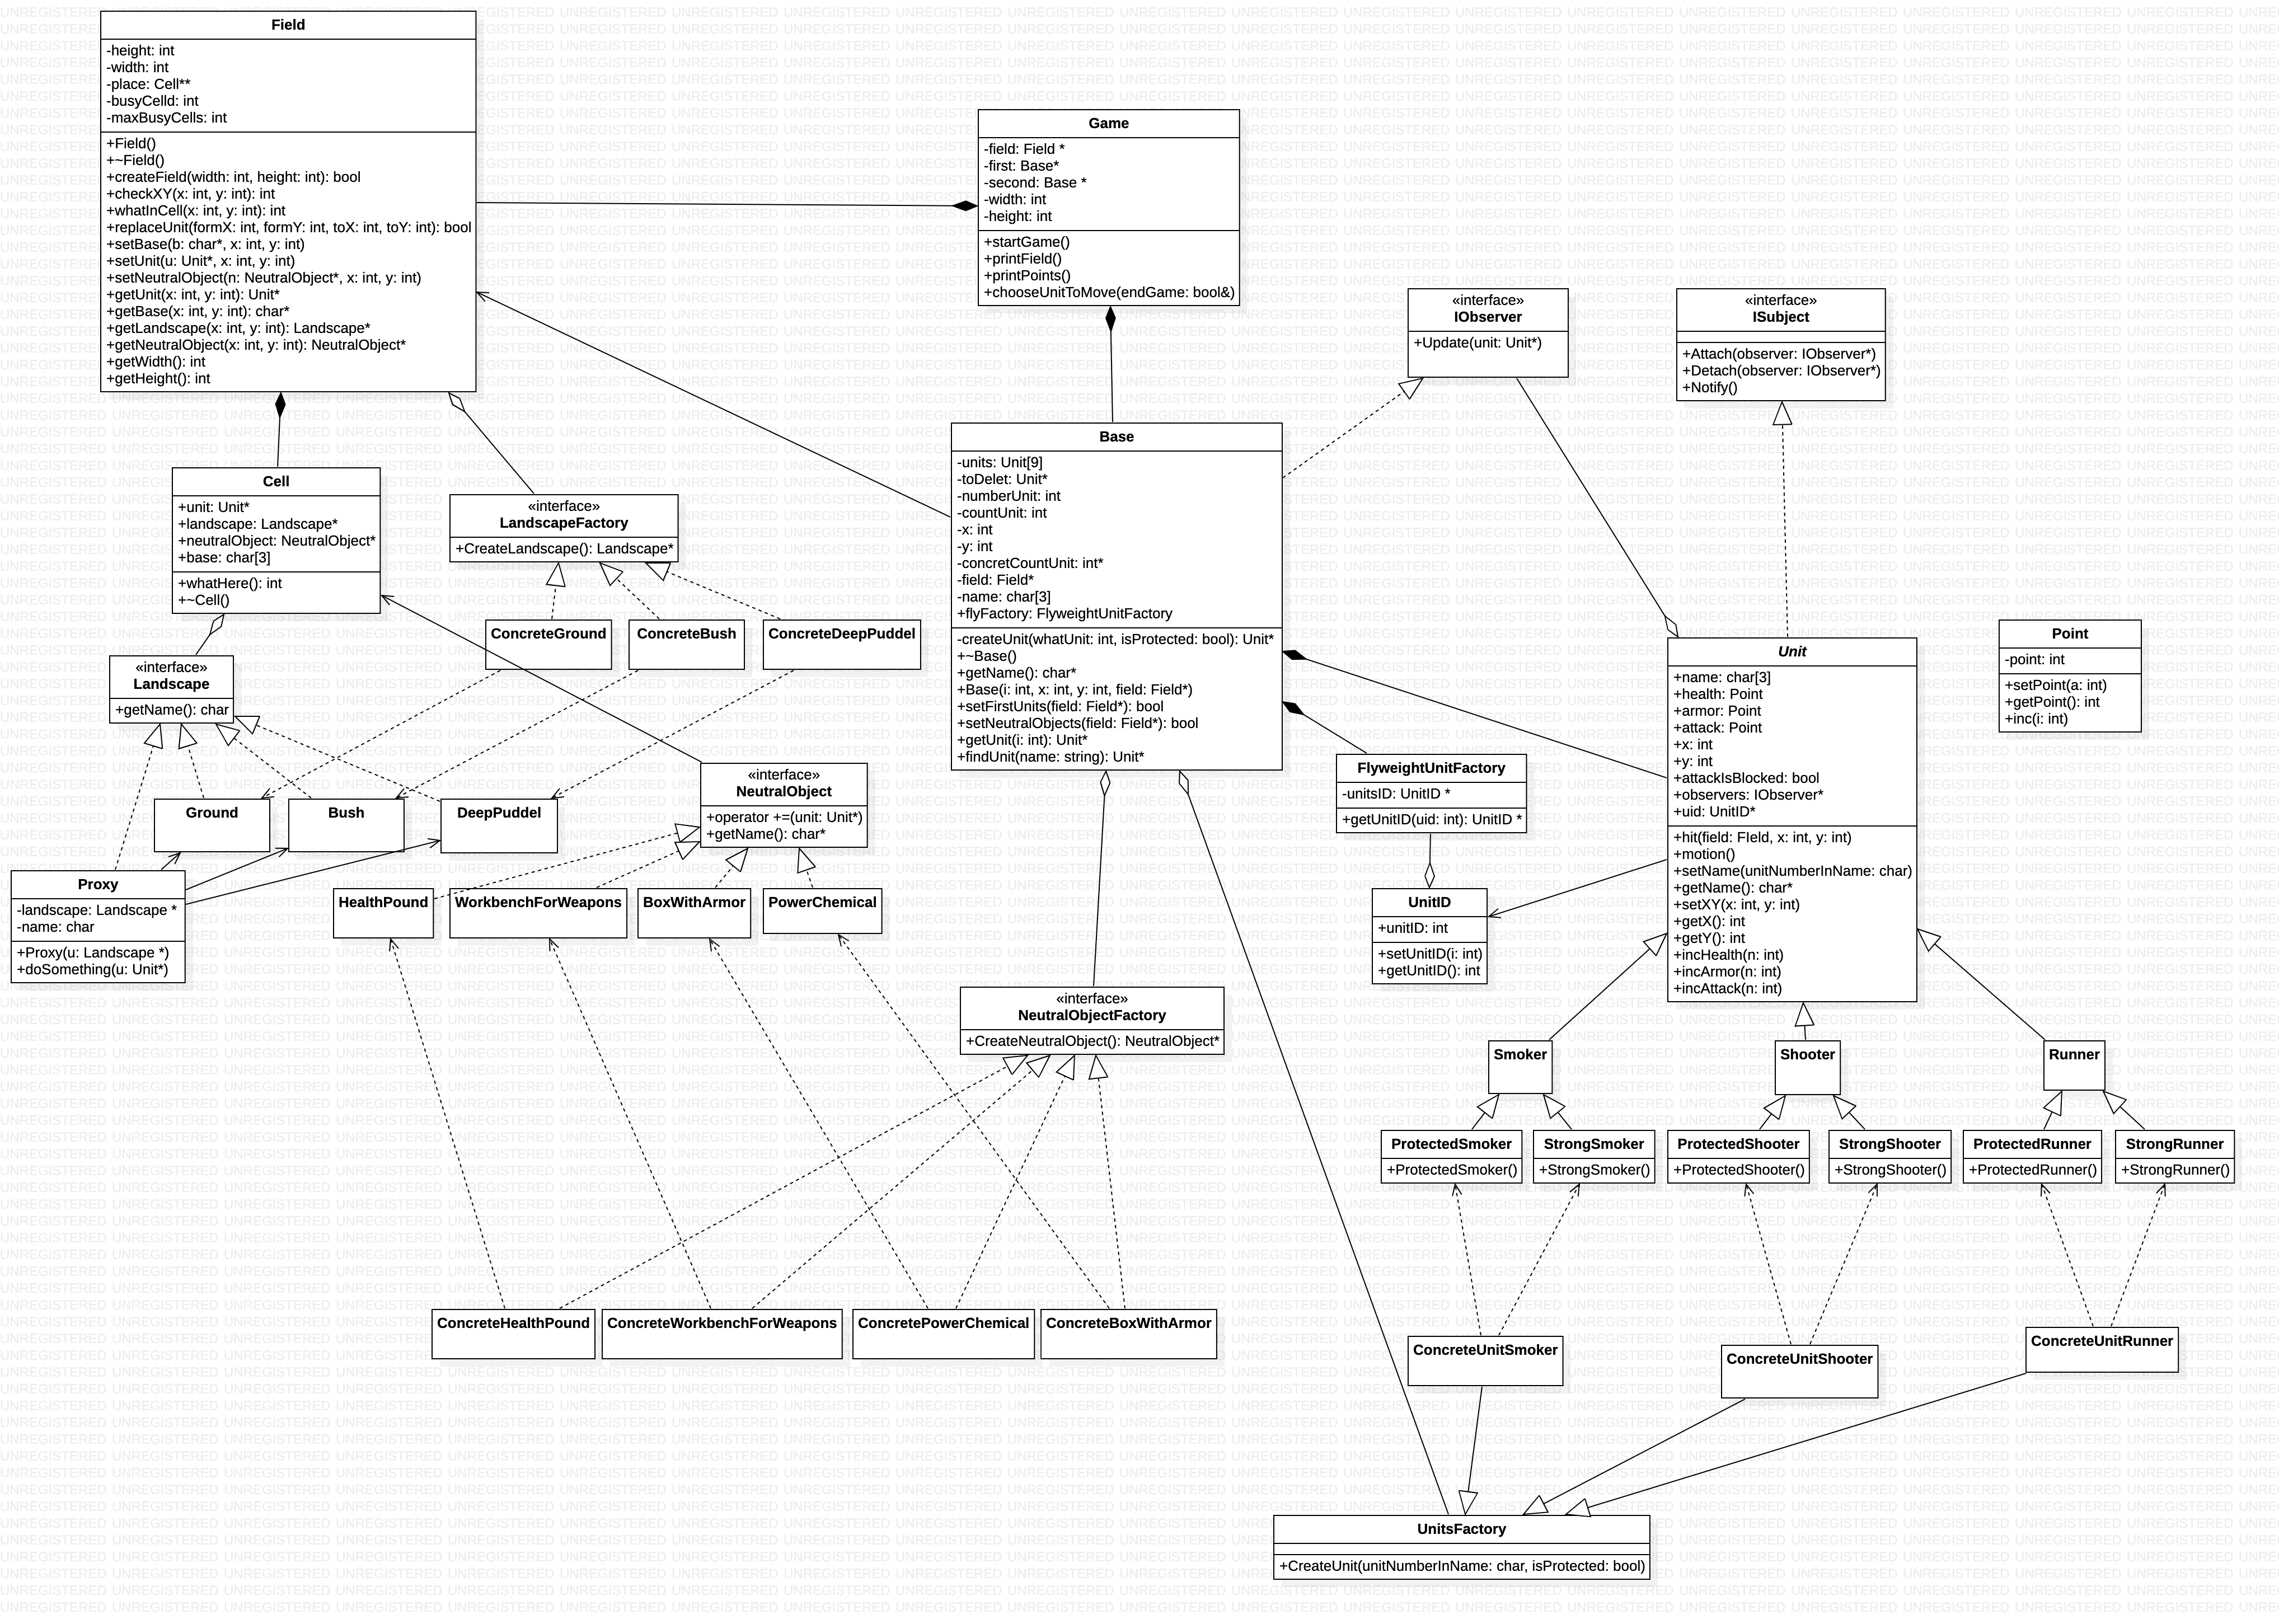 Field
-height: int
-width: int
-place: Cell**
-busyCelld: int
-maxBusyCells: int
+Field()
+~Field()
+createField(width: int, height: int): bool
+checkXY(x: int, y: int): int
+whatInCell(x: int, y: int): int
+replaceUnit(formX: int, formY: int, toX: int, toY: int): bool
+setBase(b: char*, x: int, y: int)
+setUnit(u: Unit*, x: int, y: int)
+setNeutralObject(n: NeutralObject*, x: int, y: int)
+getUnit(x: int, y: int): Unit*
+getBase(x: int, y: int): char*
+getLandscape(x: int, y: int): Landscape*
+getNeutralObject(x: int, y: int): NeutralObject*
+getWidth(): int
+getHeight(): int
Game
-field: Field *
-first: Base*
-second: Base *
-width: int
-height: int
+startGame()
+printField()
+printPoints()
+chooseUnitToMove(endGame: bool&)
«interface»
IObserver
+Update(unit: Unit*)
«interface»
ISubject
+Attach(observer: IObserver*)
+Detach(observer: IObserver*)
+Notify()
Cell
+unit: Unit*
+landscape: Landscape*
+neutralObject: NeutralObject*
+base: char[3]
+whatHere(): int
+~Cell()
«interface»
LandscapeFactory
+CreateLandscape(): Landscape*
Base
-units: Unit[9]
-toDelet: Unit*
-numberUnit: int
-countUnit: int
-x: int
-y: int
-concretCountUnit: int*
-field: Field*
-name: char[3]
+flyFactory: FlyweightUnitFactory
-createUnit(whatUnit: int, isProtected: bool): Unit*
+~Base()
+getName(): char*
+Base(i: int, x: int, y: int, field: Field*)
+setFirstUnits(field: Field*): bool
+setNeutralObjects(field: Field*): bool
+getUnit(i: int): Unit*
+findUnit(name: string): Unit*
ConcreteGround
ConcreteBush
ConcreteDeepPuddel
«interface»
Landscape
+getName(): char
Unit
+name: char[3]
+health: Point
+armor: Point
+attack: Point
+x: int
+y: int
+attackIsBlocked: bool
+observers: IObserver*
+uid: UnitID*
+hit(field: FIeld, x: int, y: int)
+motion()
+setName(unitNumberInName: char)
+getName(): char*
+setXY(x: int, y: int)
+getX(): int
+getY(): int
+incHealth(n: int)
+incArmor(n: int)
+incAttack(n: int)
Point
-point: int
+setPoint(a: int)
+getPoint(): int
+inc(i: int)
Ground
Bush
DeepPuddel
«interface»
NeutralObject
+operator +=(unit: Unit*)
+getName(): char*
FlyweightUnitFactory
-unitsID: UnitID *
+getUnitID(uid: int): UnitID *
Proxy
-landscape: Landscape *
-name: char
+Proxy(u: Landscape *)
+doSomething(u: Unit*)
HealthPound
WorkbenchForWeapons
BoxWithArmor
PowerChemical
UnitID
+unitID: int
+setUnitID(i: int)
+getUnitID(): int
«interface»
NeutralObjectFactory
+CreateNeutralObject(): NeutralObject*
Smoker
Shooter
Runner
ProtectedSmoker
+ProtectedSmoker()
StrongSmoker
+StrongSmoker()
ProtectedShooter
+ProtectedShooter()
StrongShooter
+StrongShooter()
ProtectedRunner
+ProtectedRunner()
StrongRunner
+StrongRunner()
ConcreteHealthPound
ConcreteWorkbenchForWeapons
ConcretePowerChemical
ConcreteBoxWithArmor
ConcreteUnitSmoker
ConcreteUnitShooter
ConcreteUnitRunner
UnitsFactory
+CreateUnit(unitNumberInName: char, isProtected: bool)
UNREGISTERED